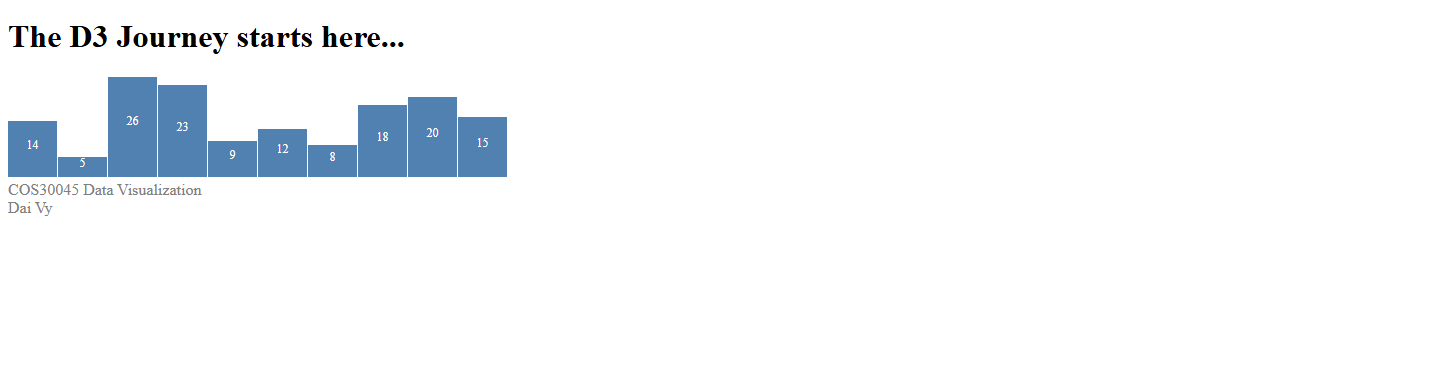 The D3 Journey starts here...
14 5 26 23 9 12 8 18 20 15
COS30045 Data Visualization
Dai Vy